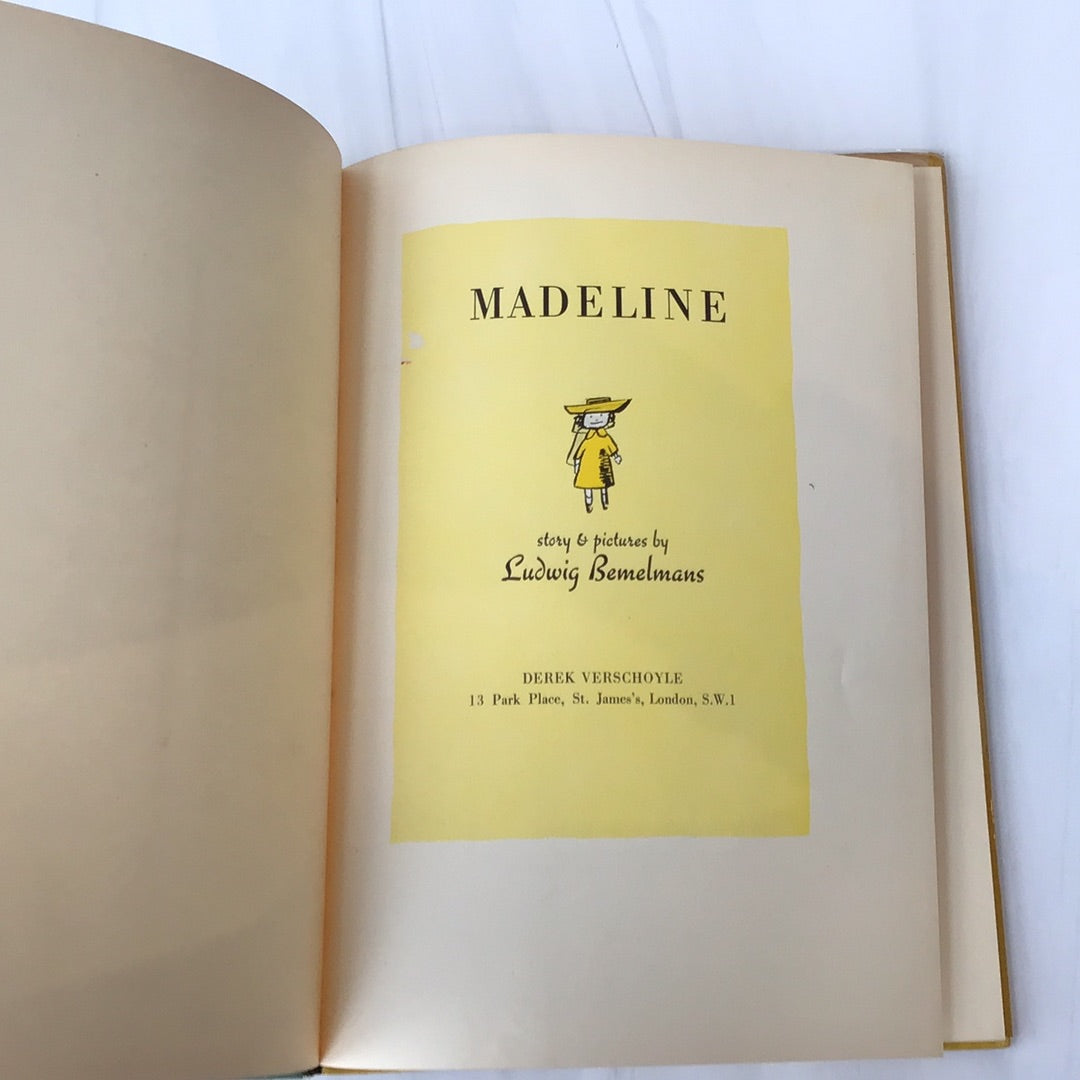 MADELINE
story & pictures by
Ludwig Bemelmans
DEREK VERSCHOYLE
13 Park Place, St. James's, London, S.W.1